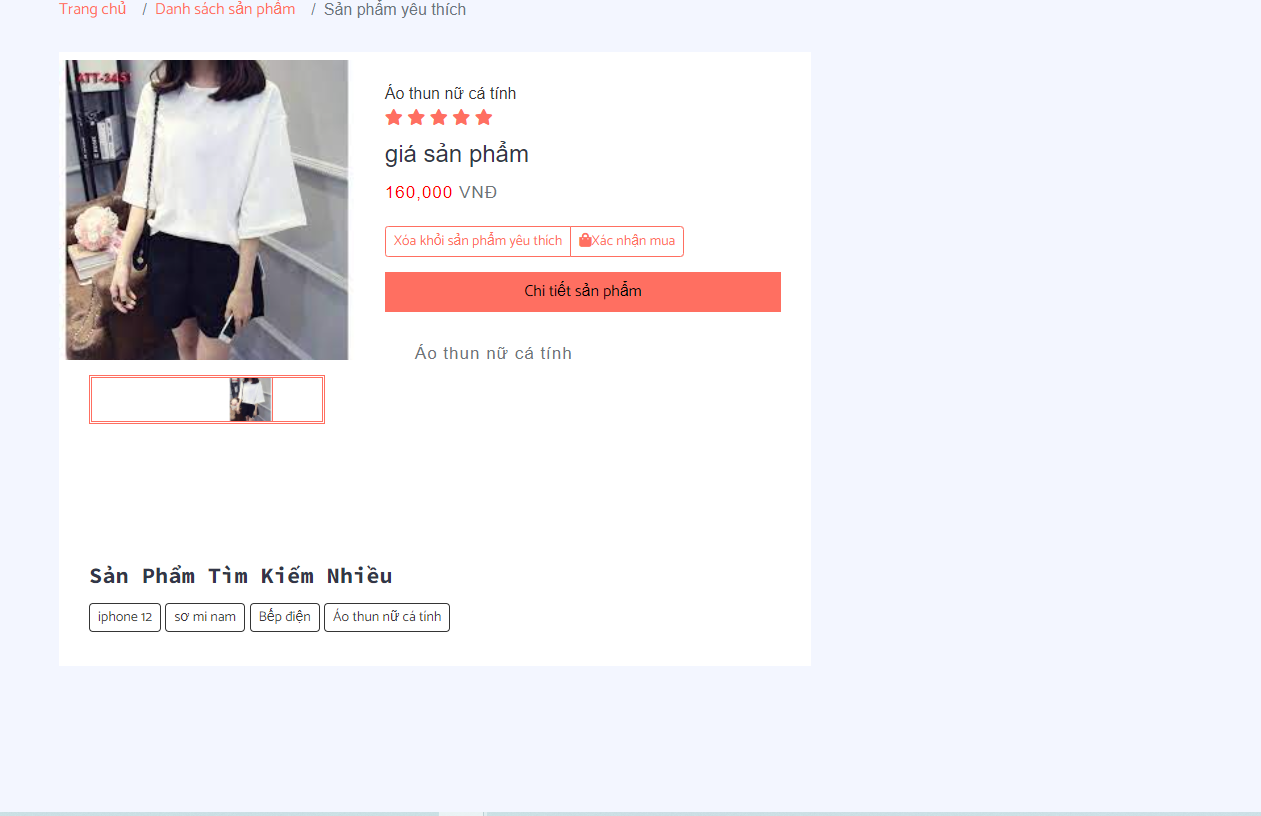 Trang chủ / Danh sách sản phẩm / Sản phẩm yêu thích
ATT-3451
Áo thun nữ cá tính
giá sản phẩm
160,000 VNĐ
Xóa khỏi sản phẩm yêu thích Xác nhận mua
Chi tiết sản phẩm
Áo thun nữ cá tính
Sản Phẩm Tìm Kiếm Nhiều
iphone 12 sơ mi nam Bếp điện Áo thun nữ cá tính